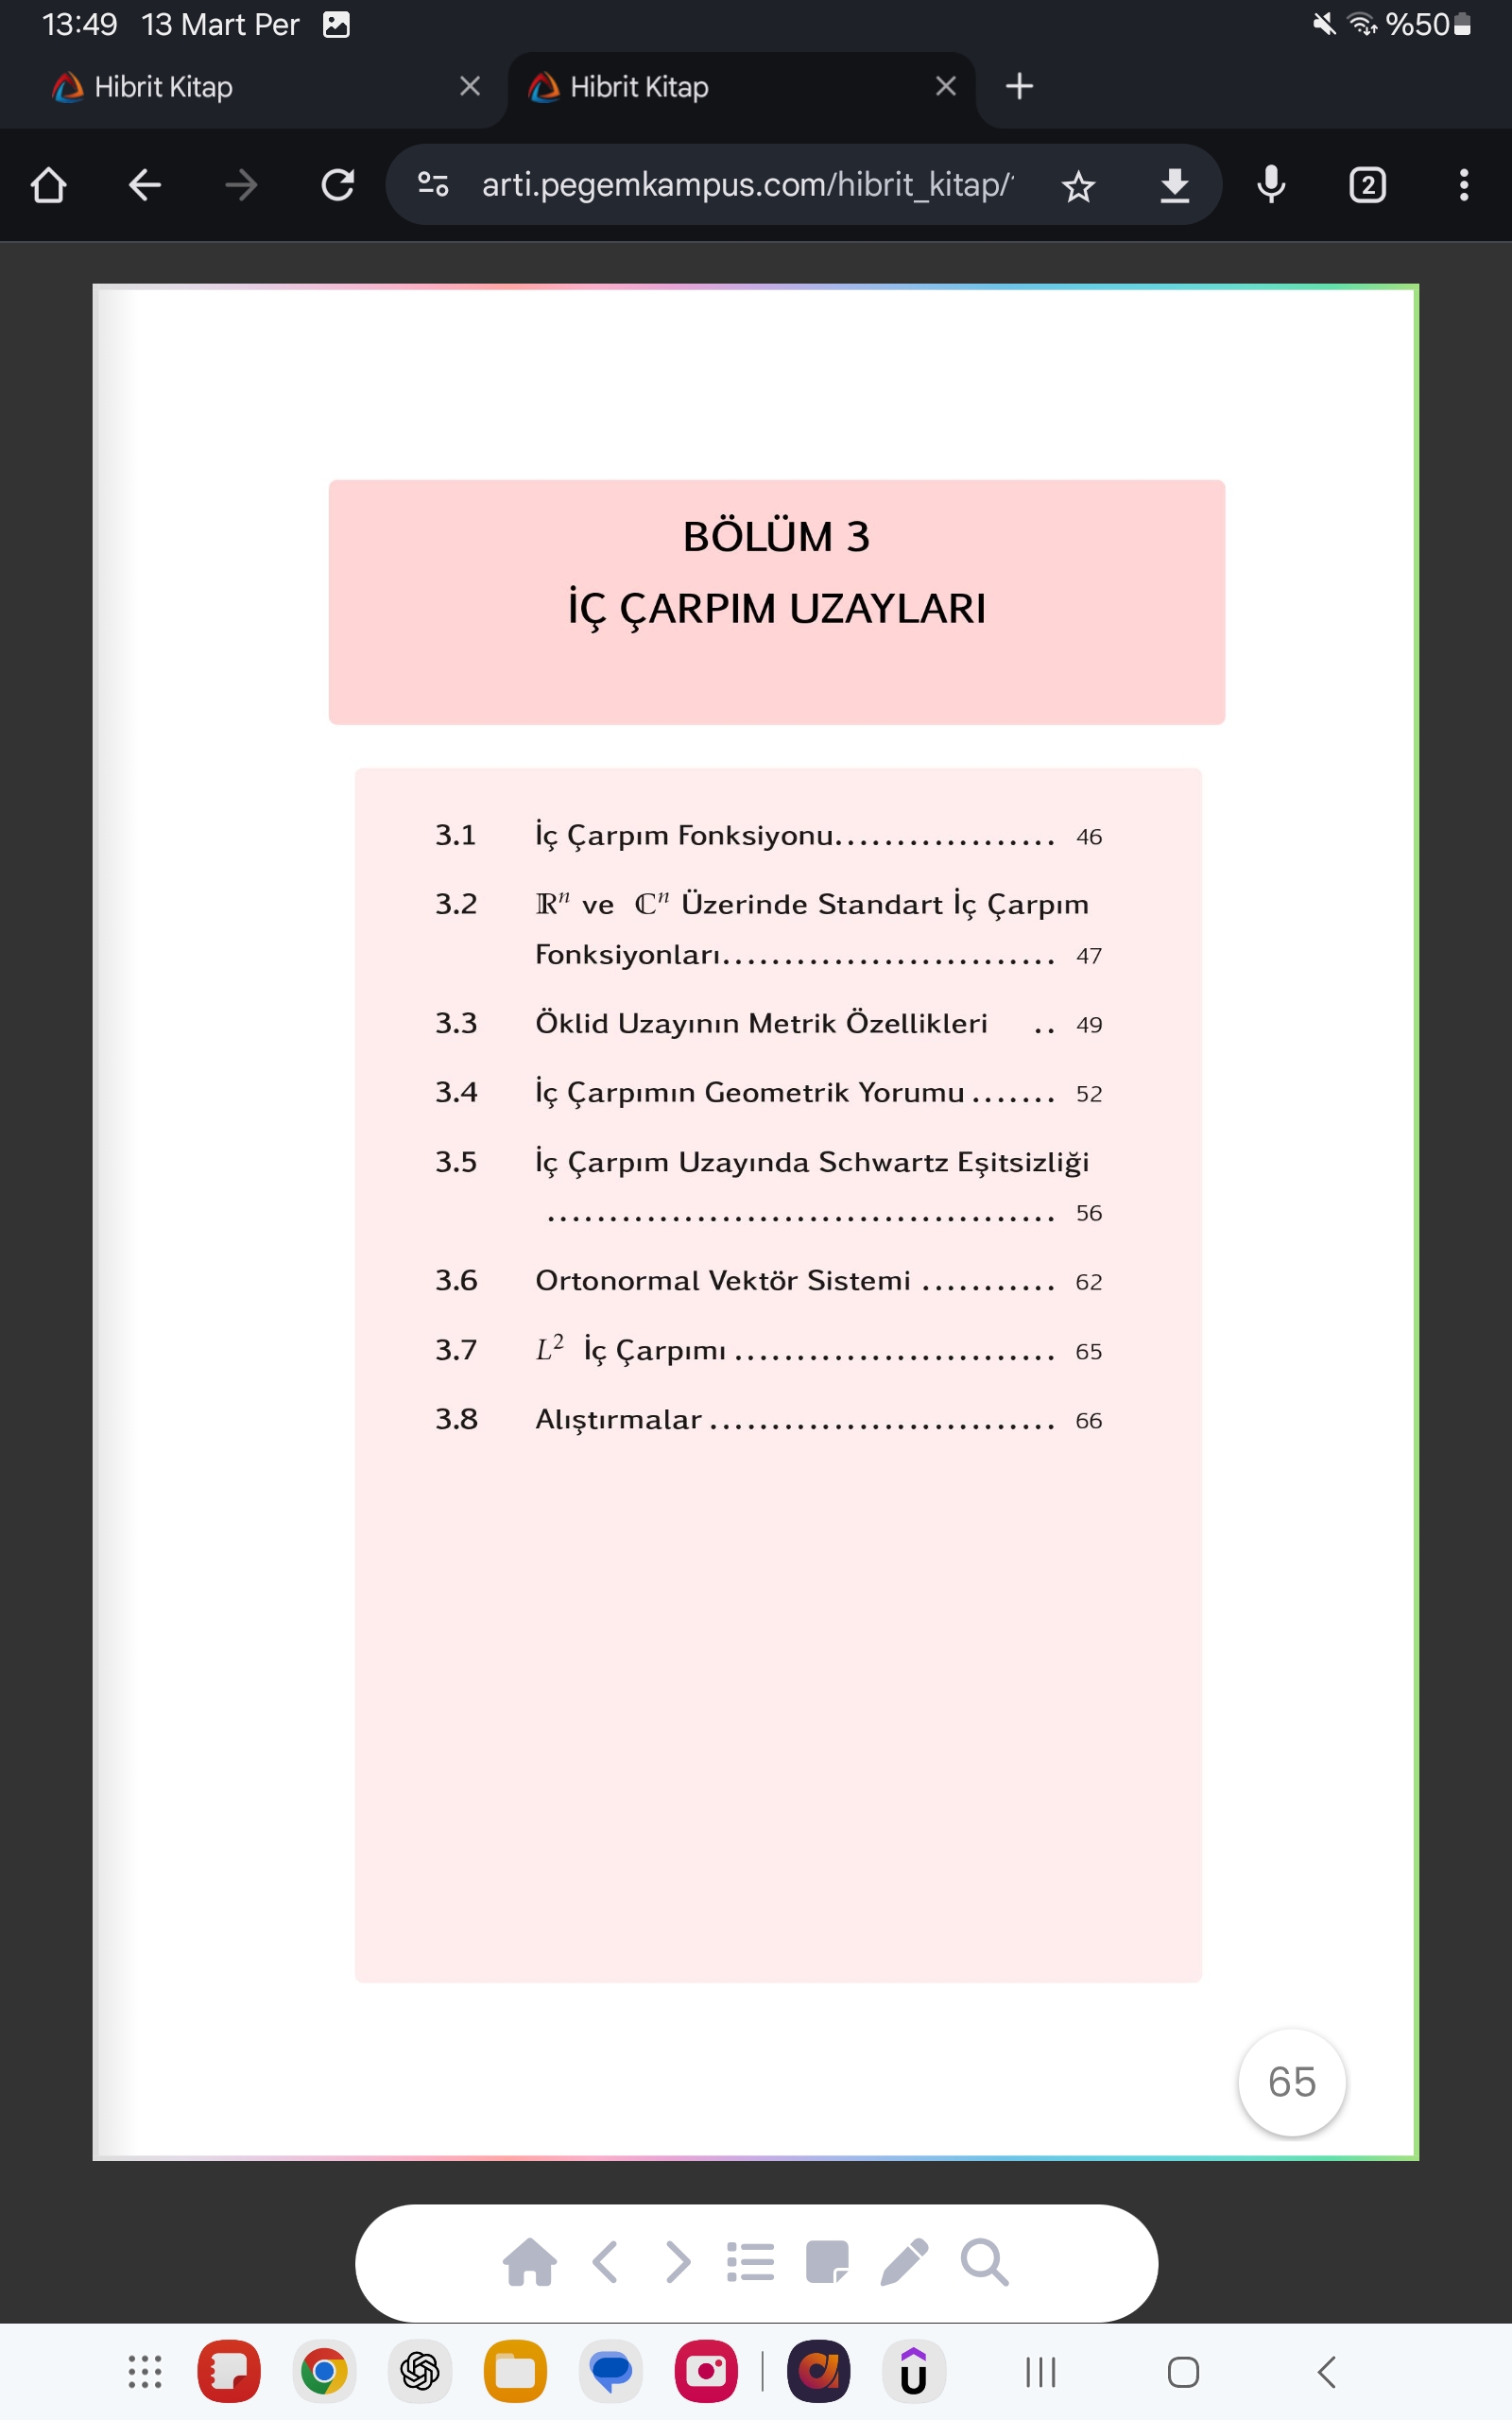 13:49 13 Mart Per %50
Hibrit Kitap Hibrit Kitap
arti.pegemkampus.com/hibrit_kitap/ 2
BÖLÜM 3
İÇ ÇARPIM UZAYLARI
3.1 İç Çarpım Fonksiyonu.................. 46
3.2 ℝⁿ ve ℂⁿ Üzerinde Standart İç Çarpım
Fonksiyonları........................... 47
3.3 Öklid Uzayının Metrik Özellikleri .. 49
3.4 İç Çarpımın Geometrik Yorumu ....... 52
3.5 İç Çarpım Uzayında Schwartz Eşitsizliği
......................................... 56
3.6 Ortonormal Vektör Sistemi ........... 62
3.7 L² İç Çarpımı .......................... 65
3.8 Alıştırmalar ............................ 66
65